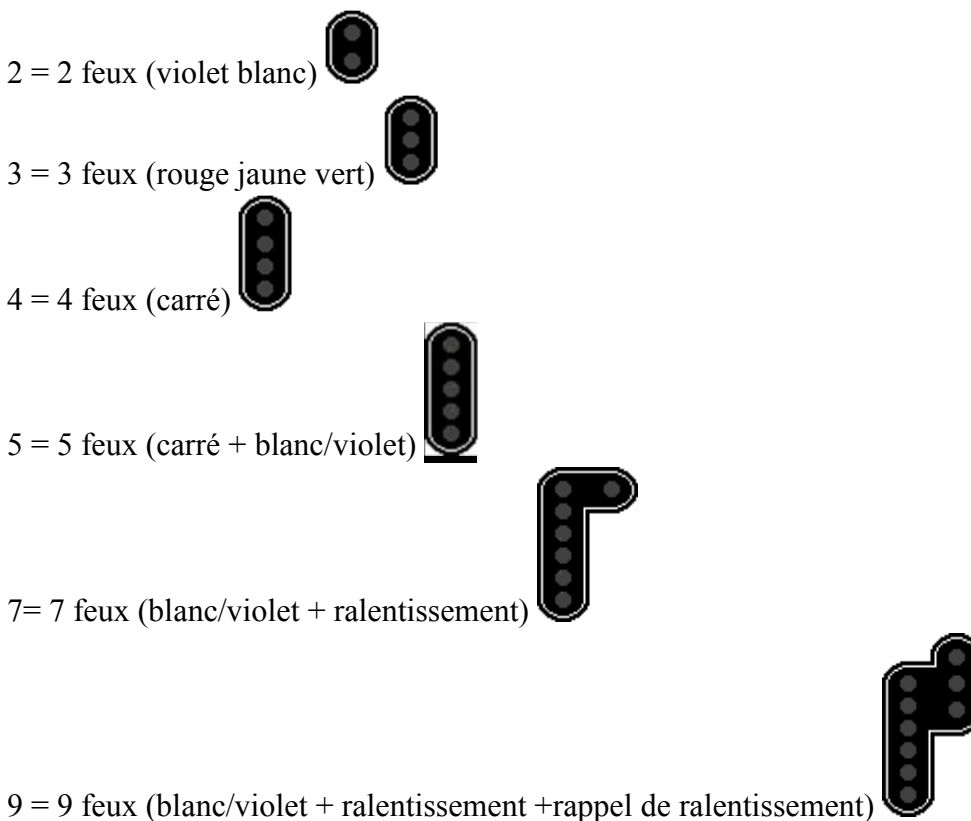 2 = 2 feux (violet blanc)
3 = 3 feux (rouge jaune vert)
4 = 4 feux (carré)
5 = 5 feux (carré + blanc/violet)
7= 7 feux (blanc/violet + ralentissement)
9 = 9 feux (blanc/violet + ralentissement +rappel de ralentissement)